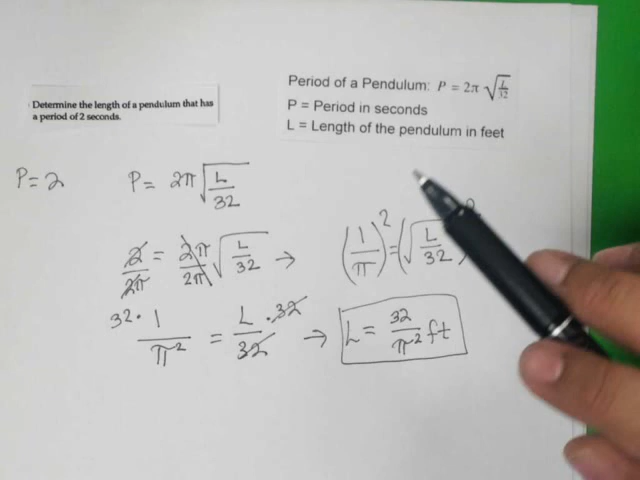 Determine the length of a pendulum that has
a period of 2 seconds.
Period of a Pendulum: P = 2π √(L/32)
P = Period in seconds
L = Length of the pendulum in feet
P = 2 P = 2π √(L/32)
2/2π = 2π/2π √(L/32) → (1/π)² = (√(L/32))²
32 · 1/π² = L/32 · 32 → L = 32/π² ft